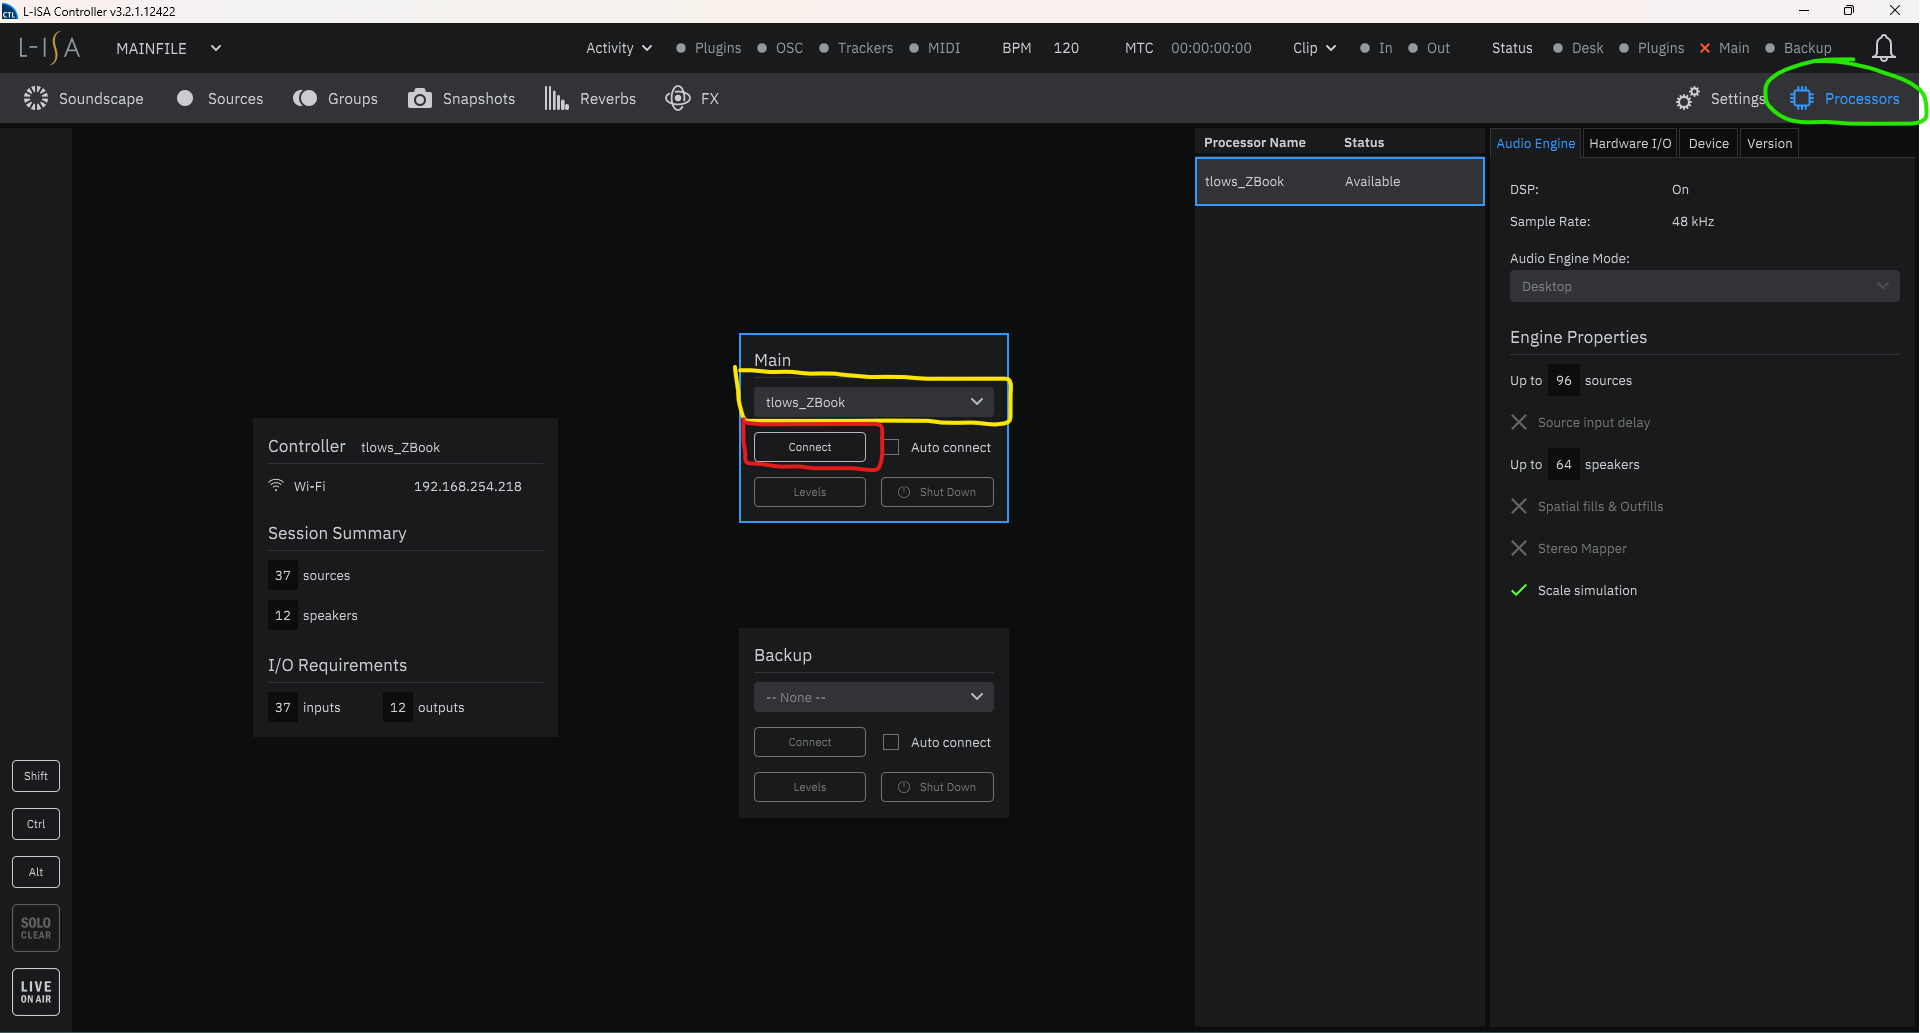 L-ISA Controller v3.2.1.12422
L-ISA MAINFILE Activity Plugins OSC Trackers MIDI BPM 120 MTC 00:00:00:00 Clip In Out Status Desk Plugins Main Backup
Soundscape Sources Groups Snapshots Reverbs FX Settings Processors
Controller tlows_ZBook
Wi-Fi 192.168.254.218
Session Summary
37 sources
12 speakers
I/O Requirements
37 inputs 12 outputs
Main
tlows_ZBook
Connect Auto connect
Levels Shut Down
Backup
-- None --
Connect Auto connect
Levels Shut Down
Processor Name Status
tlows_ZBook Available
Audio Engine Hardware I/O Device Version
DSP: On
Sample Rate: 48 kHz
Audio Engine Mode:
Desktop
Engine Properties
Up to 96 sources
Source input delay
Up to 64 speakers
Spatial fills & Outfills
Stereo Mapper
Scale simulation
Shift
Ctrl
Alt
SOLO
CLEAR
LIVE
ON AIR